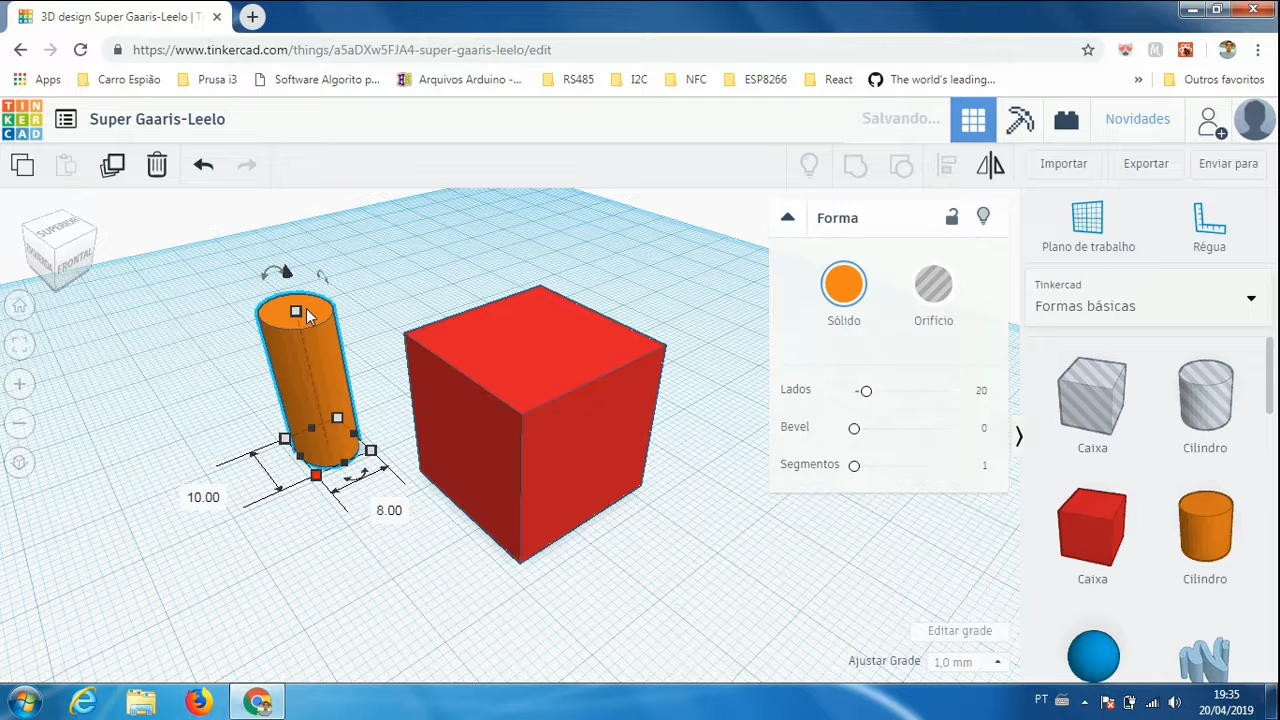 3D design Super Gaaris-Leelo | T
https://www.tinkercad.com/things/a5aDXw5FJA4-super-gaaris-leelo/edit
Apps Carro Espião Prusa i3 Software Algorito p... Arquivos Arduino -... RS485 I2C NFC ESP8266 React The world's leading... » Outros favoritos
TIN
KER
CAD
Super Gaaris-Leelo
Salvando...
Novidades
Importar Exportar Enviar para
SUPERIOR
FRONTAL
Forma
Sólido Orifício
Lados 20
Bevel 0
Segmentos 1
10.00
8.00
Editar grade
Ajustar Grade 1,0 mm
Plano de trabalho Régua
Tinkercad
Formas básicas
Caixa Cilindro
Caixa Cilindro
PT
19:35
20/04/2019